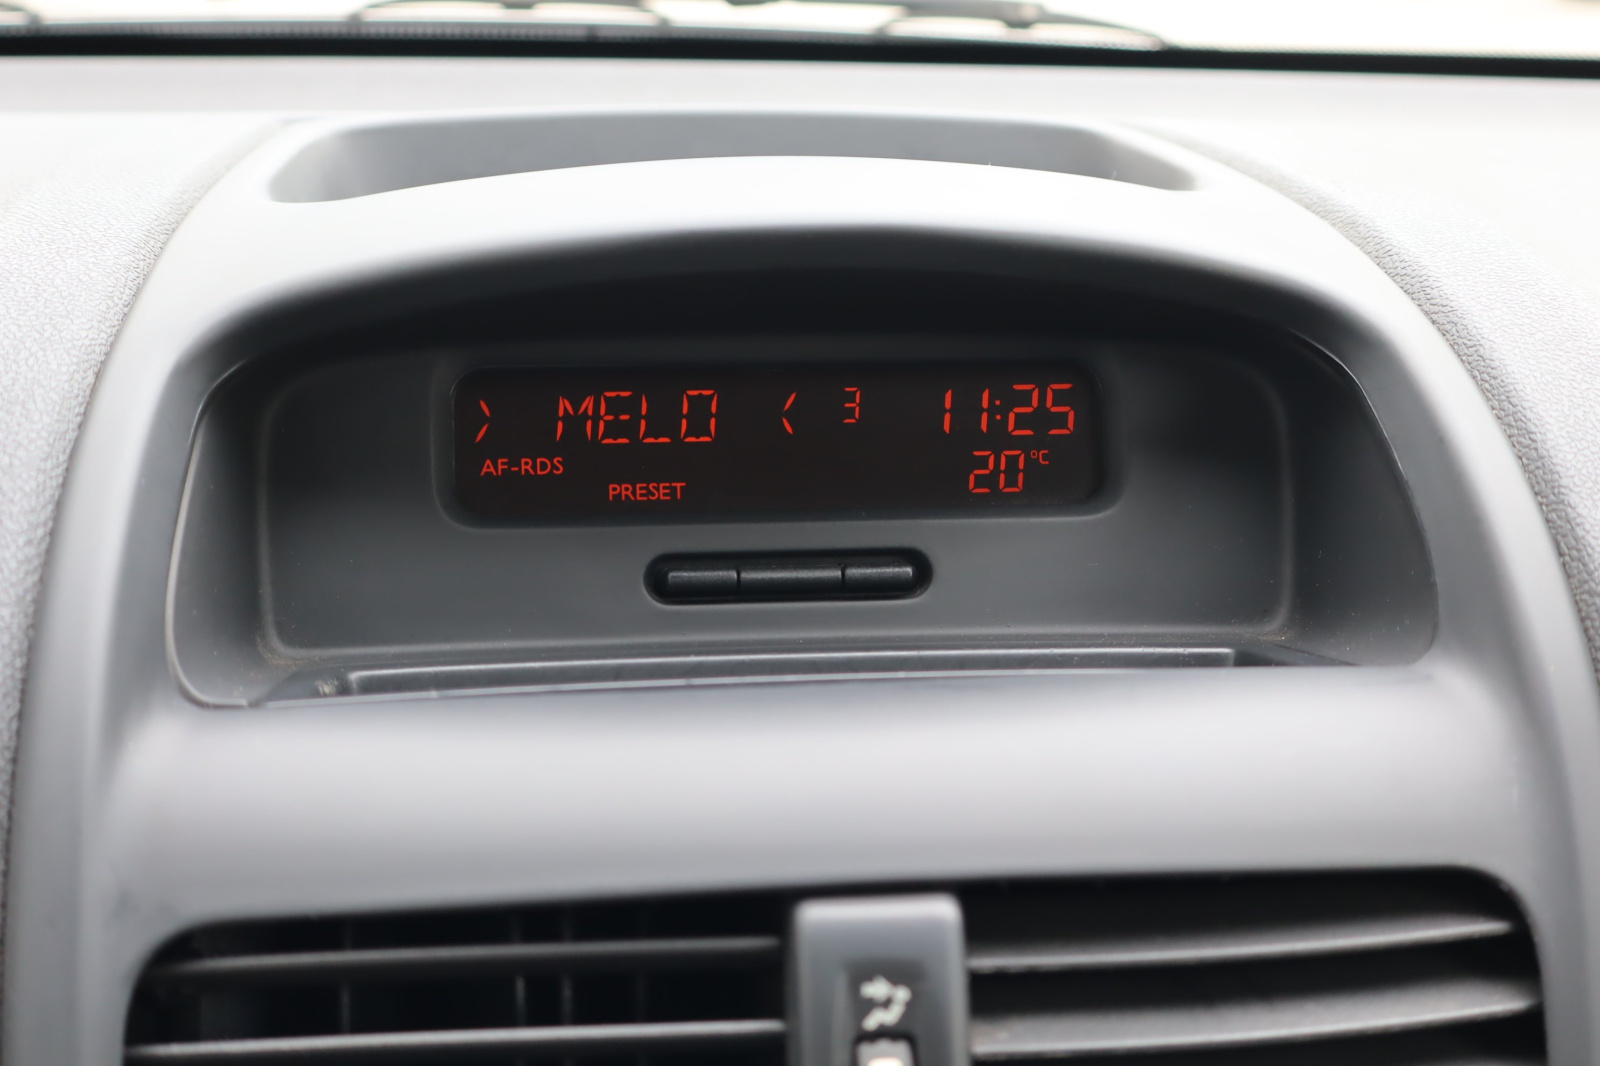 > MELO < 3 11:25
AF-RDS 20°C
PRESET